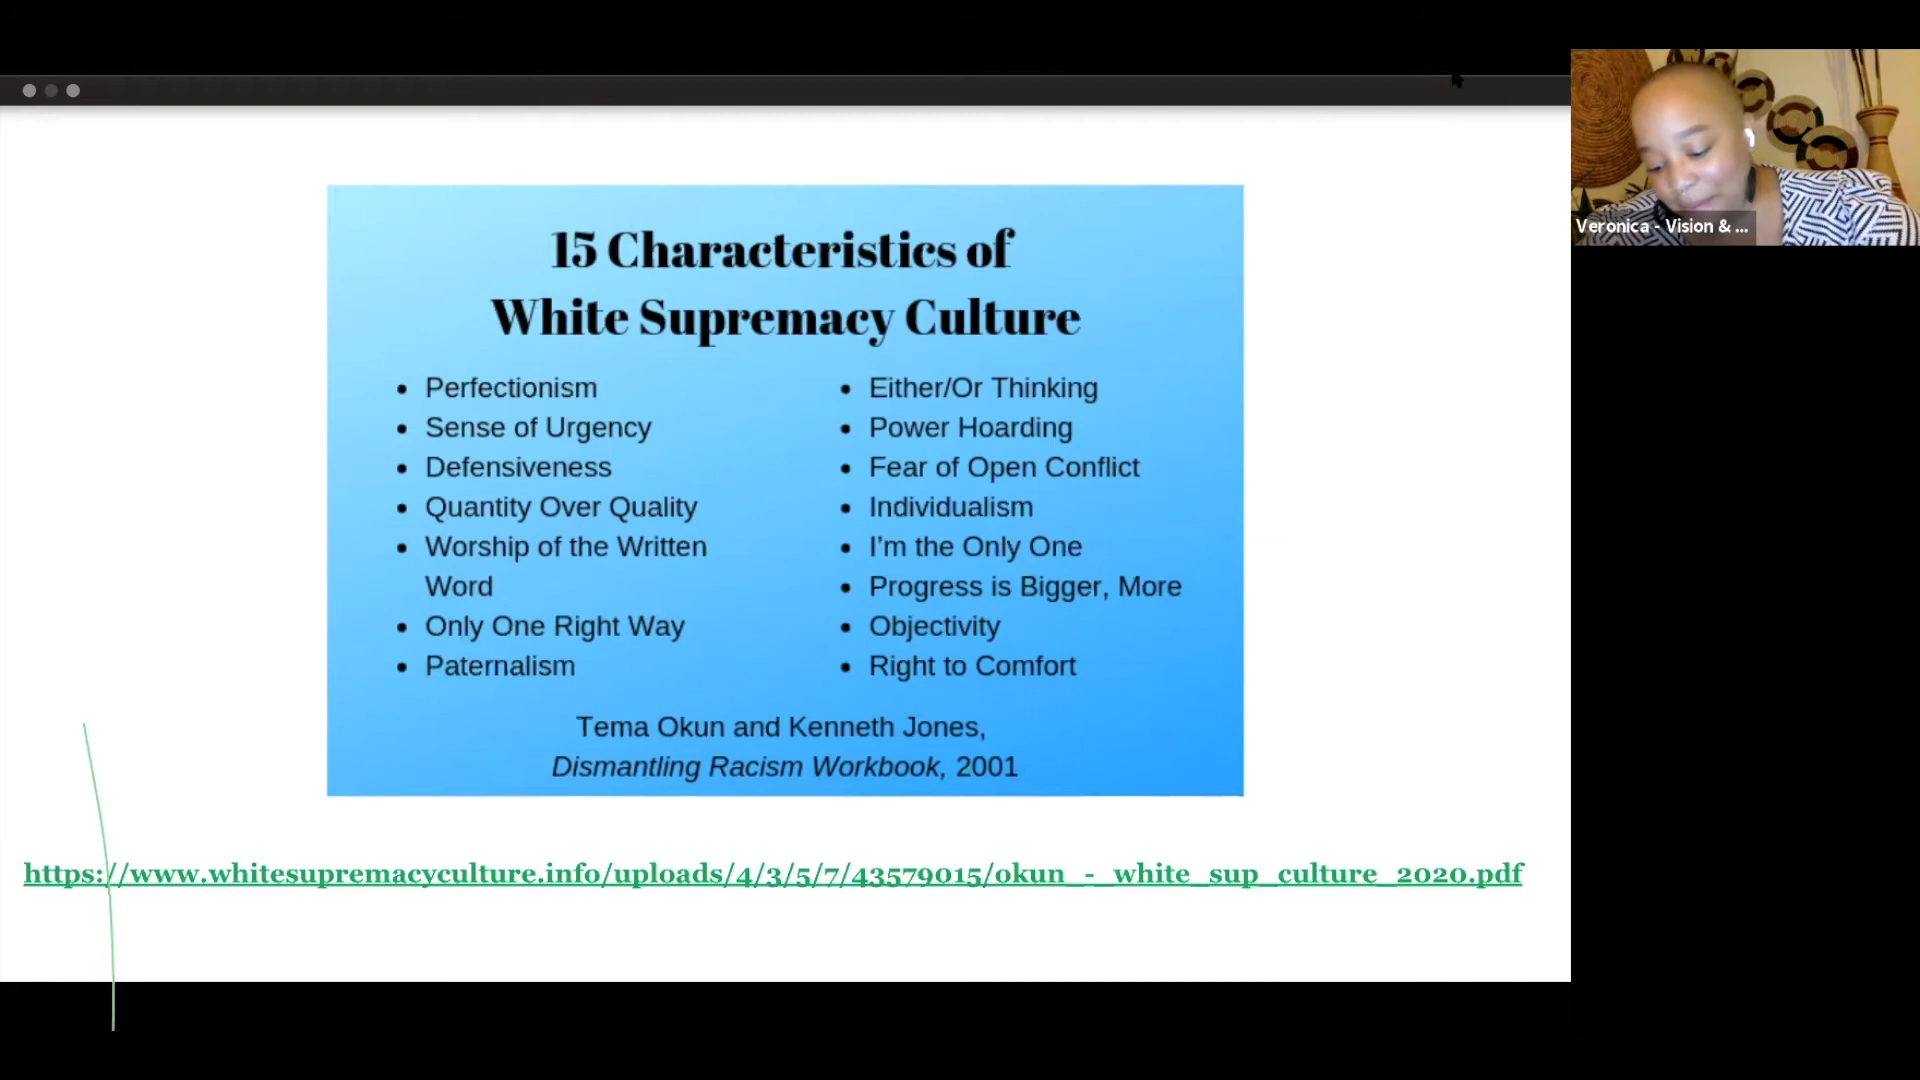 15 Characteristics of
White Supremacy Culture
• Perfectionism
• Sense of Urgency
• Defensiveness
• Quantity Over Quality
• Worship of the Written
Word
• Only One Right Way
• Paternalism
• Either/Or Thinking
• Power Hoarding
• Fear of Open Conflict
• Individualism
• I'm the Only One
• Progress is Bigger, More
• Objectivity
• Right to Comfort
Tema Okun and Kenneth Jones,
Dismantling Racism Workbook, 2001
https://www.whitesupremacyculture.info/uploads/4/3/5/7/43579015/okun_-_white_sup_culture_2020.pdf
Veronica - Vision & ...